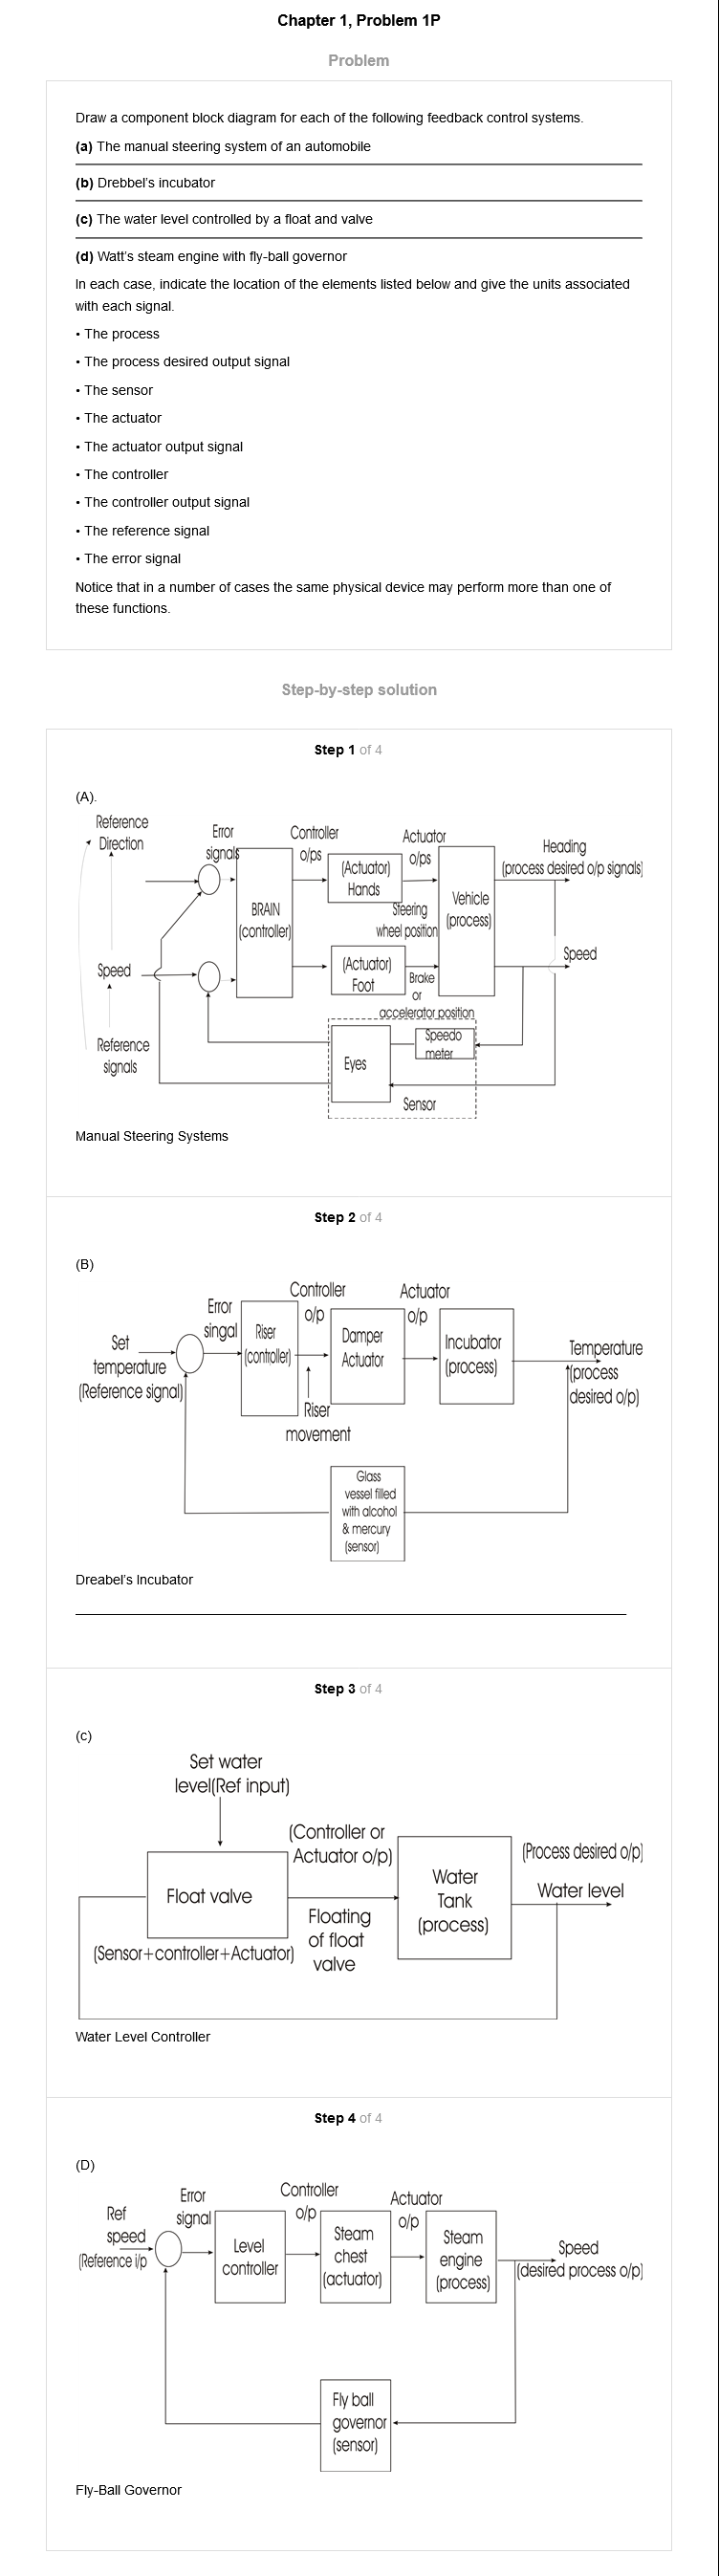 Chapter 1, Problem 1P
Problem
Draw a component block diagram for each of the following feedback control systems.
(a) The manual steering system of an automobile
(b) Drebbel's incubator
(c) The water level controlled by a float and valve
(d) Watt's steam engine with fly-ball governor
In each case, indicate the location of the elements listed below and give the units associated
with each signal.
• The process
• The process desired output signal
• The sensor
• The actuator
• The actuator output signal
• The controller
• The controller output signal
• The reference signal
• The error signal
Notice that in a number of cases the same physical device may perform more than one of
these functions.
Step-by-step solution
Step 1 of 4
(A).
Reference
Direction
Error
signals
Controller
o/ps
Actuator
o/ps
Heading
(process desired o/p signals)
(Actuator)
Hands
BRAIN
(controller)
Vehicle
(process)
Steering
wheel position
Speed
(Actuator)
Foot
Speed
Brake
or
accelerator position
Reference
signals
Speedo
meter
Eyes
Sensor
Manual Steering Systems
Step 2 of 4
(B)
Controller
o/p
Actuator
o/p
Error
singal
Set
temperature
(Reference signal)
Riser
(controller)
Damper
Actuator
Incubator
(process)
Temperature
(process
desired o/p)
Riser
movement
Glass
vessel filled
with alcohol
& mercury
(sensor)
Dreabel's Incubator
Step 3 of 4
(c)
Set water
level(Ref input)
(Controller or
Actuator o/p)
(Process desired o/p)
Float valve
Water
Tank
(process)
Water level
Floating
of float
valve
(Sensor+controller+Actuator)
Water Level Controller
Step 4 of 4
(D)
Controller
o/p
Error
signal
Actuator
o/p
Ref
speed
(Reference i/p
Level
controller
Steam
chest
(actuator)
Steam
engine
(process)
Speed
(desired process o/p)
Fly ball
governor
(sensor)
Fly-Ball Governor